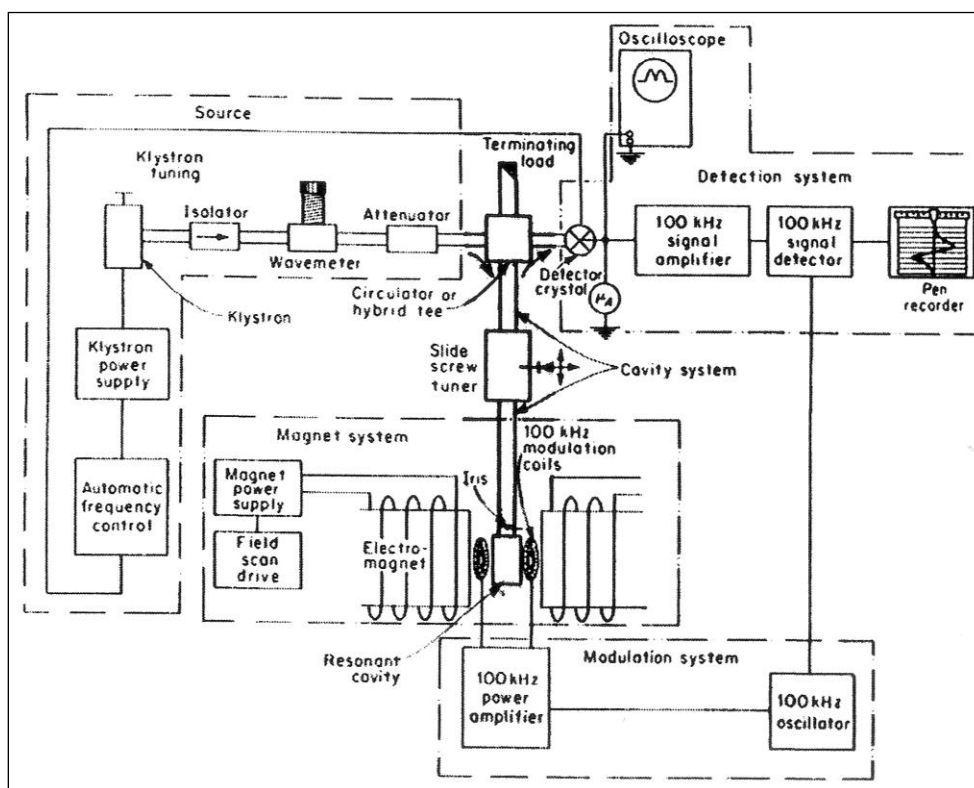 Oscilloscope
Source
Klystron
tuning
Isolator
Wavemeter
Attenuator
Terminating
load
Circulator or
hybrid tee
Detector
crystal
Detection system
100 kHz
signal
amplifier
100 kHz
signal
detector
Pen
recorder
μA
Klystron
Klystron
power
supply
Automatic
frequency
control
Slide
screw
tuner
Cavity system
Magnet system
Magnet
power
supply
Field
scan
drive
Electro-
magnet
Iris
100 kHz
modulation
coils
Resonant
cavity
Modulation system
100 kHz
power
amplifier
100 kHz
oscillator